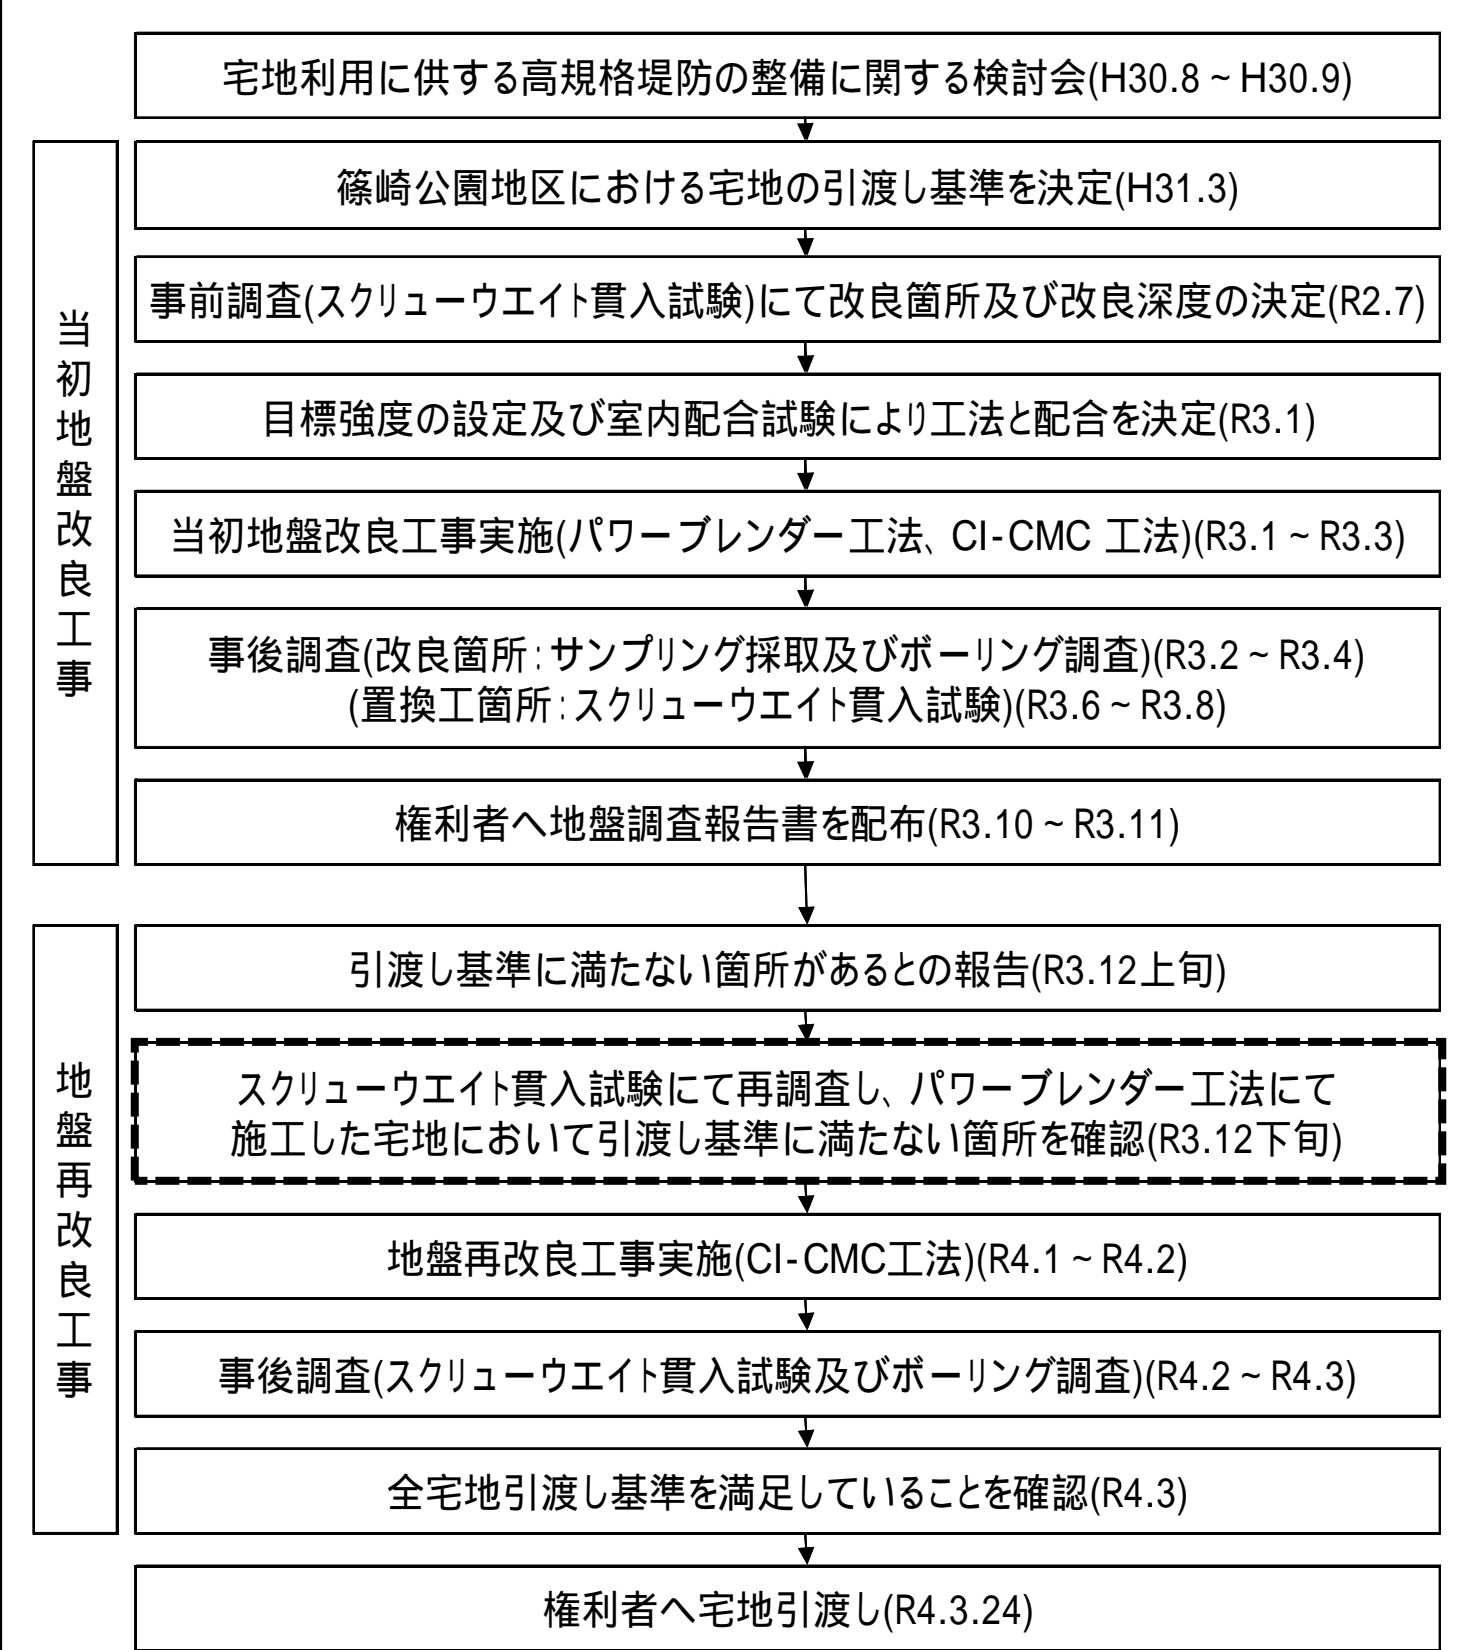 宅地利用に供する高規格堤防の整備に関する検討会(H30.8～H30.9)
当初地盤改良工事
篠崎公園地区における宅地の引渡し基準を決定(H31.3)
事前調査(スクリューウエイト貫入試験)にて改良箇所及び改良深度の決定(R2.7)
目標強度の設定及び室内配合試験により工法と配合を決定(R3.1)
当初地盤改良工事実施(パワーブレンダー工法、CI-CMC 工法)(R3.1～R3.3)
事後調査(改良箇所:サンプリング採取及びボーリング調査)(R3.2～R3.4)
(置換工箇所:スクリューウエイト貫入試験)(R3.6～R3.8)
権利者へ地盤調査報告書を配布(R3.10～R3.11)
地盤再改良工事
引渡し基準に満たない箇所があるとの報告(R3.12上旬)
スクリューウエイト貫入試験にて再調査し、パワーブレンダー工法にて
施工した宅地において引渡し基準に満たない箇所を確認(R3.12下旬)
地盤再改良工事実施(CI-CMC工法)(R4.1～R4.2)
事後調査(スクリューウエイト貫入試験及びボーリング調査)(R4.2～R4.3)
全宅地引渡し基準を満足していることを確認(R4.3)
権利者へ宅地引渡し(R4.3.24)